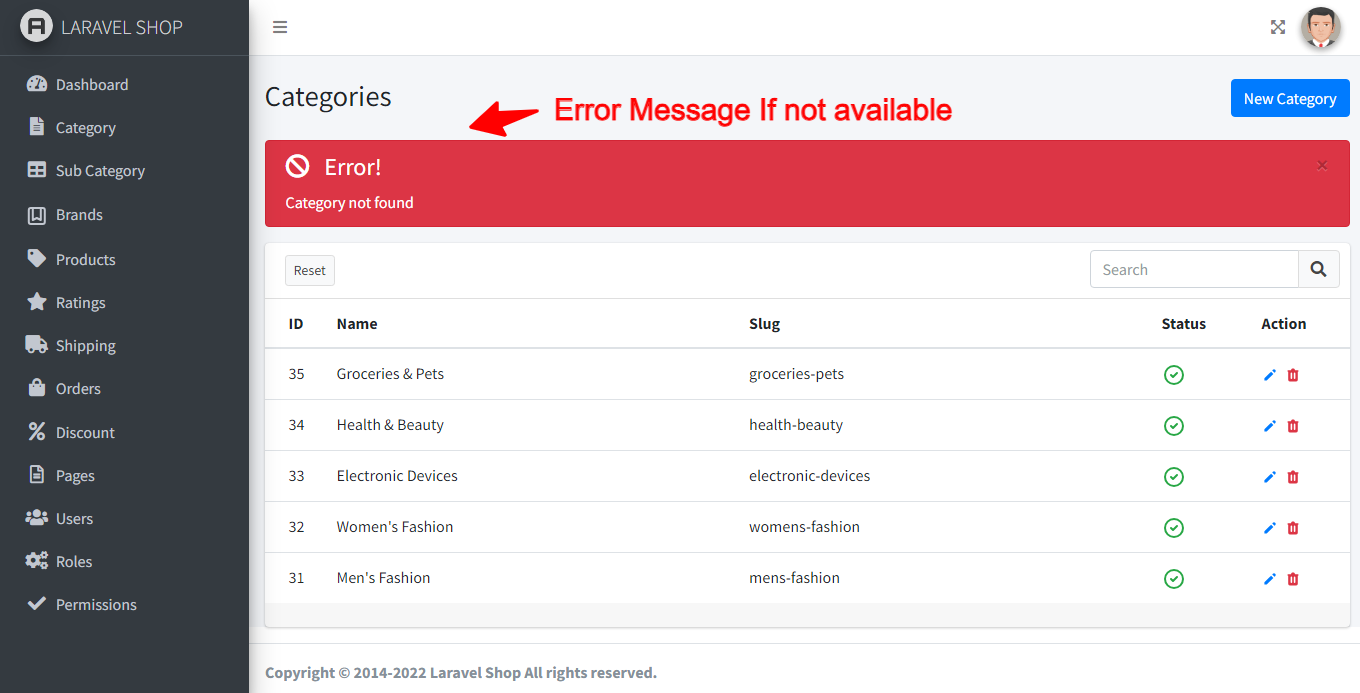 LARAVEL SHOP
Dashboard
Category
Sub Category
Brands
Products
Ratings
Shipping
Orders
Discount
Pages
Users
Roles
Permissions
Categories
Error Message If not available
New Category
Error!
×
Category not found
Reset
Search
ID Name Slug Status Action
35 Groceries & Pets groceries-pets
34 Health & Beauty health-beauty
33 Electronic Devices electronic-devices
32 Women's Fashion womens-fashion
31 Men's Fashion mens-fashion
Copyright © 2014-2022 Laravel Shop All rights reserved.